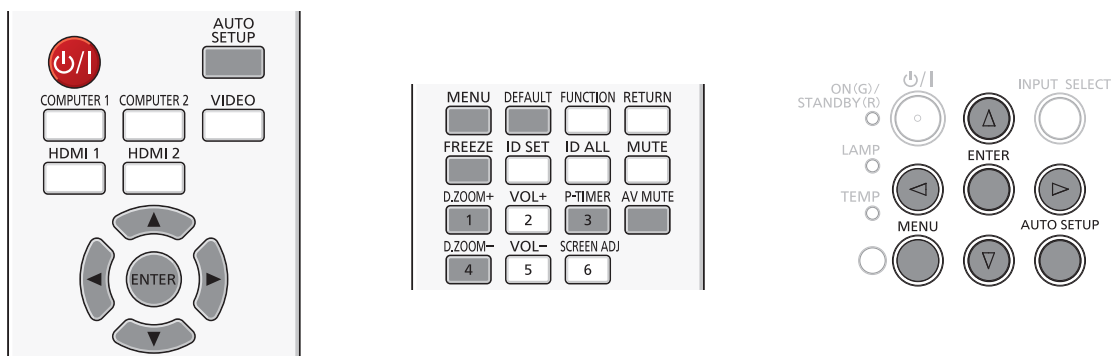 AUTO
SETUP
COMPUTER 1 COMPUTER 2 VIDEO
HDMI 1 HDMI 2
ENTER
MENU DEFAULT FUNCTION RETURN
FREEZE ID SET ID ALL MUTE
D.ZOOM+ VOL+ P-TIMER AV MUTE
1 2 3
D.ZOOM− VOL− SCREEN ADJ
4 5 6
ON(G)/
STANDBY(R)
INPUT SELECT
LAMP
ENTER
TEMP
MENU
AUTO SETUP